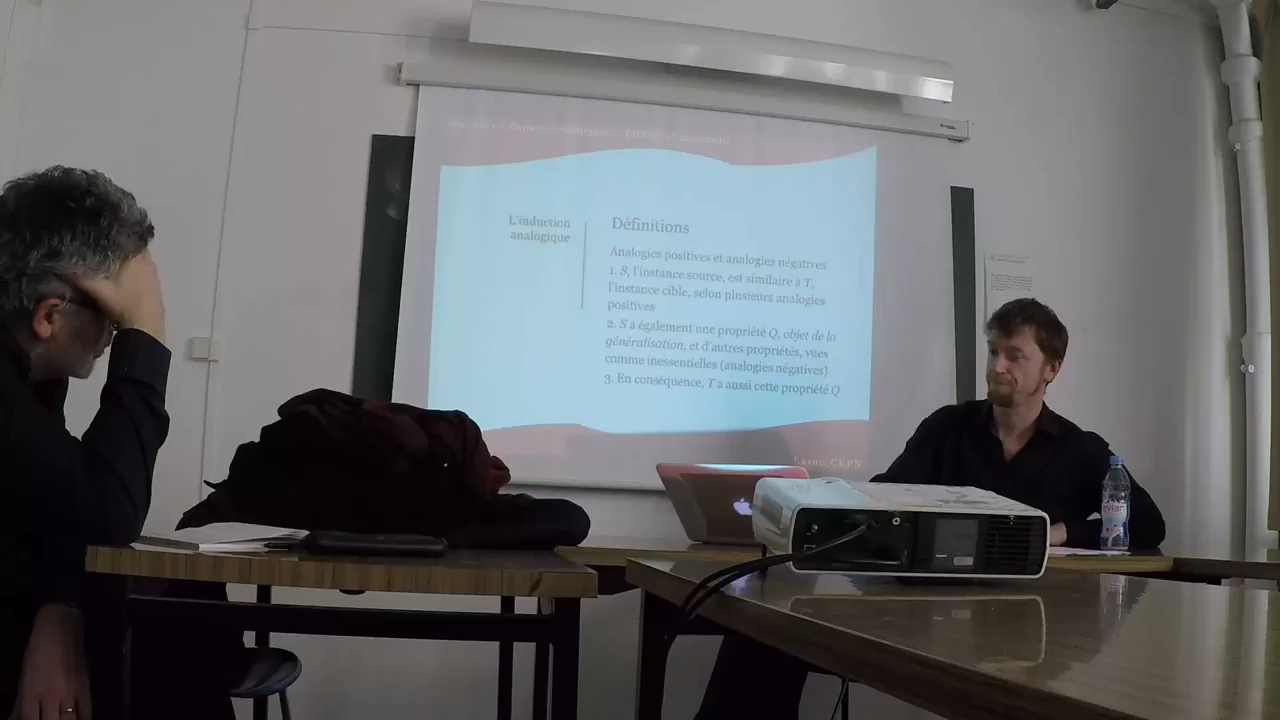 L'induction
analogique
Définitions
Analogies positives et analogies négatives
1. S, l'instance source, est similaire à T,
l'instance cible, selon plusieurs analogies
positives
2. S a également une propriété Q, objet de la
généralisation, et d'autres propriétés, vues
comme inessentielles (analogies négatives)
3. En conséquence, T a aussi cette propriété Q
CEPN
evian